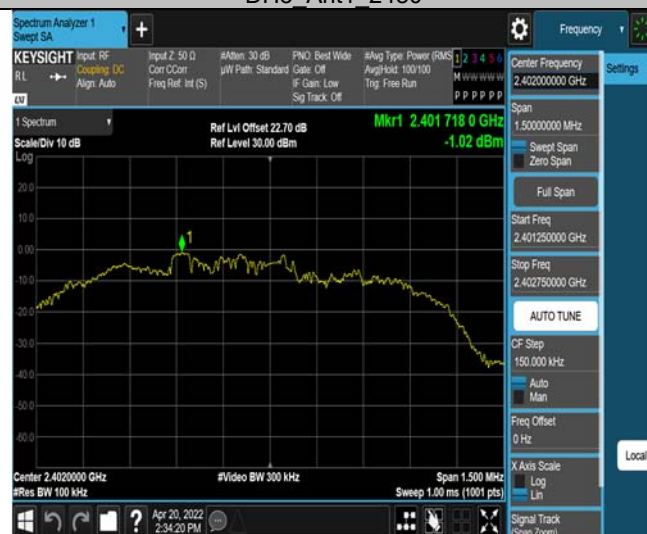 Spectrum Analyzer 1
Swept SA
+
Frequency
KEYSIGHT
RL
Input: RF
Coupling: DC
Align: Auto
Input Z: 50 Ω
Corr CCorr
Freq Ref: Int (S)
#Atten: 30 dB
µW Path: Standard
PNO: Best Wide
Gate: Off
IF Gain: Low
Sig Track: Off
#Avg Type: Power (RMS
Avg|Hold: 100/100
Trig: Free Run
1 2 3 4 5 6
M W W W W W
P P P P P P
LXI
1 Spectrum
Scale/Div 10 dB
Log
Ref Lvl Offset 22.70 dB
Ref Level 30.00 dBm
Mkr1 2.401 718 0 GHz
-1.02 dBm
20.0
10.0
0.00
-10.0
-20.0
-30.0
-40.0
-50.0
-60.0
1
Center 2.4020000 GHz
#Res BW 100 kHz
#Video BW 300 kHz
Span 1.500 MHz
Sweep 1.00 ms (1001 pts)
Apr 20, 2022
2:34:20 PM
Center Frequency
2.402000000 GHz
Settings
Span
1.50000000 MHz
Swept Span
Zero Span
Full Span
Start Freq
2.401250000 GHz
Stop Freq
2.402750000 GHz
AUTO TUNE
CF Step
150.000 kHz
Auto
Man
Freq Offset
0 Hz
X Axis Scale
Log
Lin
Local
Signal Track
(Span Zoom)